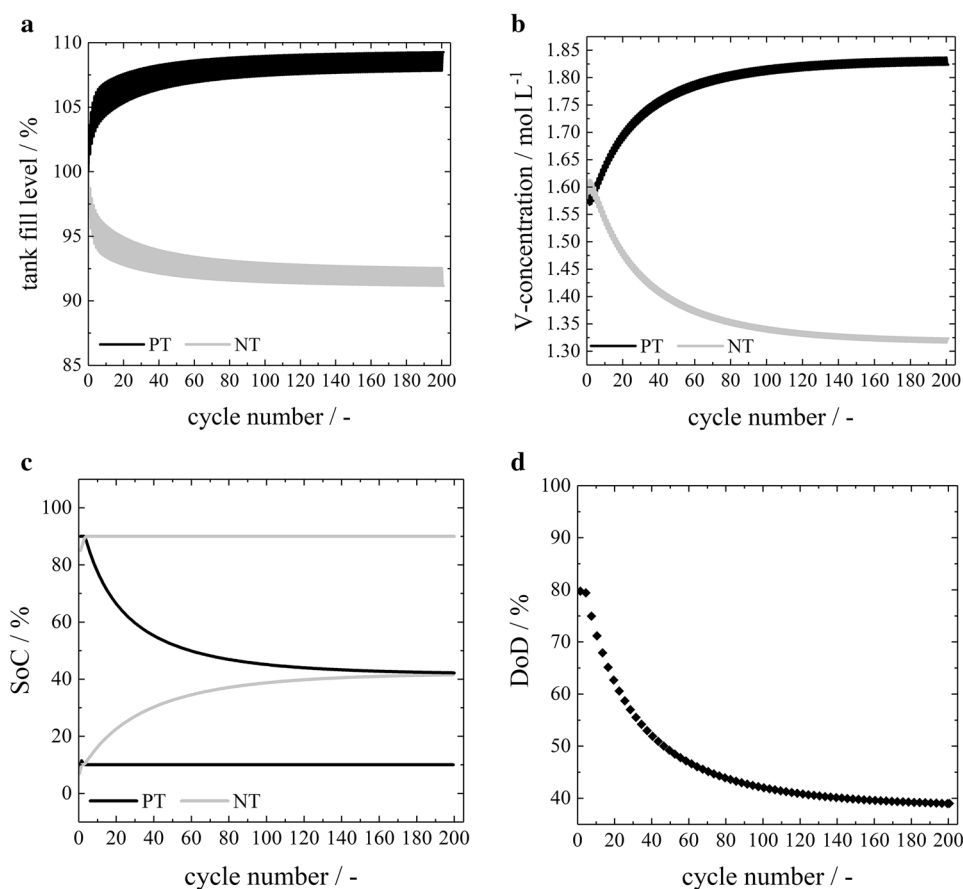 a
110
105
100
95
90
85
tank fill level / %
PT NT
0 20 40 60 80 100 120 140 160 180 200
cycle number / -
b
1.85
1.80
1.75
1.70
1.65
1.60
1.55
1.50
1.45
1.40
1.35
1.30
V-concentration / mol L⁻¹
PT NT
0 20 40 60 80 100 120 140 160 180 200
cycle number / -
c
100
80
60
40
20
0
SoC / %
PT NT
0 20 40 60 80 100 120 140 160 180 200
cycle number / -
d
100
90
80
70
60
50
40
DoD / %
0 20 40 60 80 100 120 140 160 180 200
cycle number / -